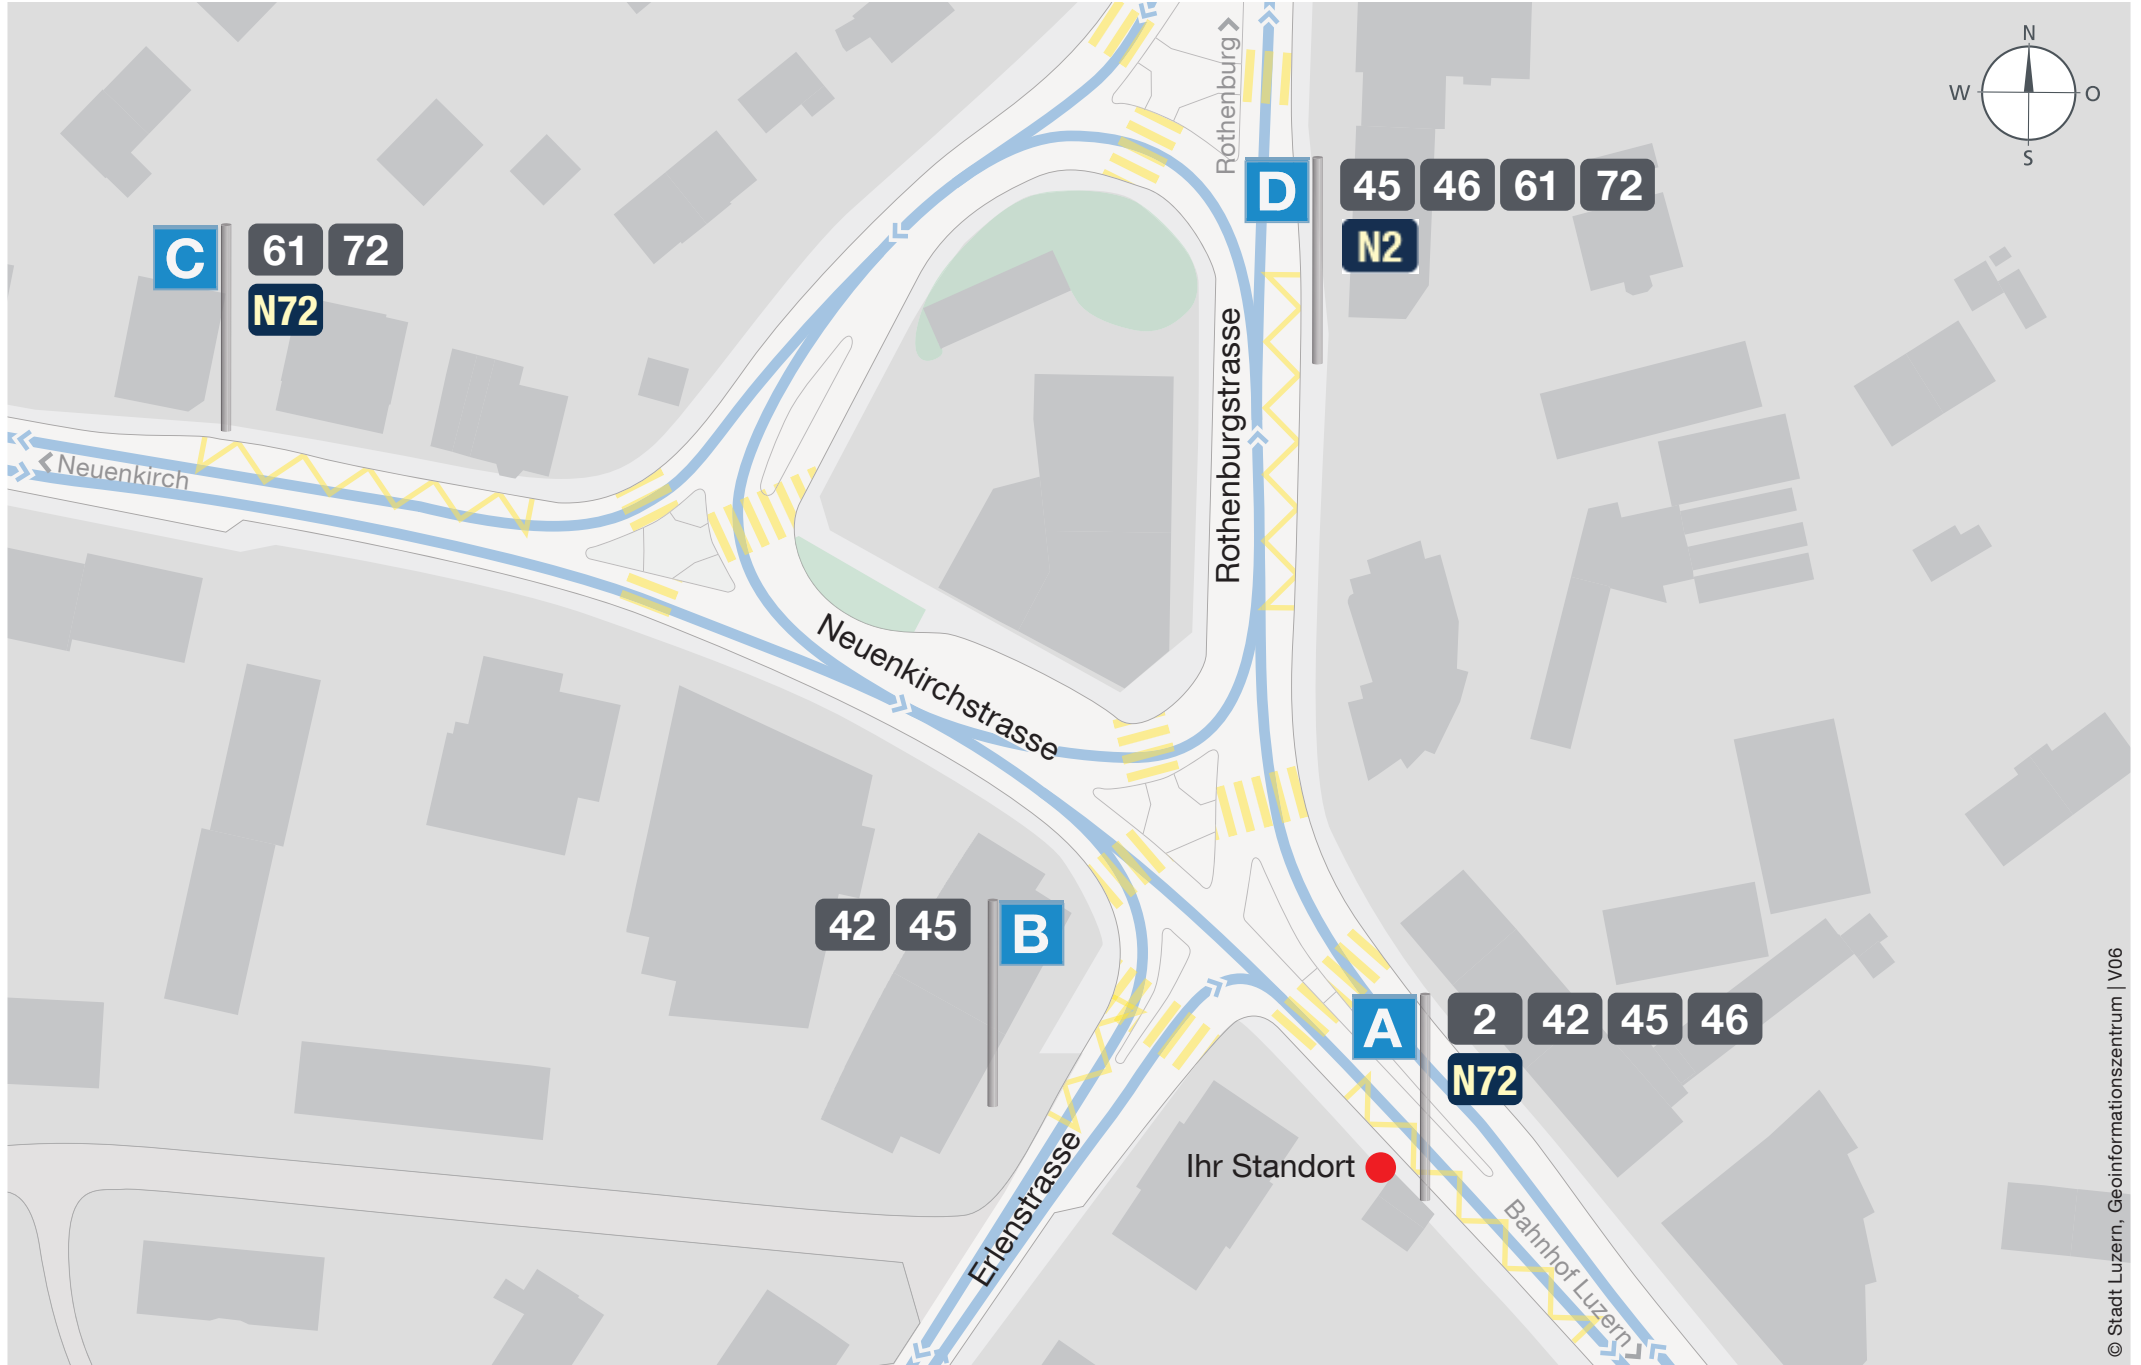 Rothenburg
N
W O
S
D 45 46 61 72
N2
C 61 72
N72
Rothenburgstrasse
Neuenkirch
Neuenkirchstrasse
42 45 B
A 2 42 45 46
N72
Ihr Standort
Erlenstrasse
Bahnhof Luzern
© Stadt Luzern, Geoinformationszentrum | V06